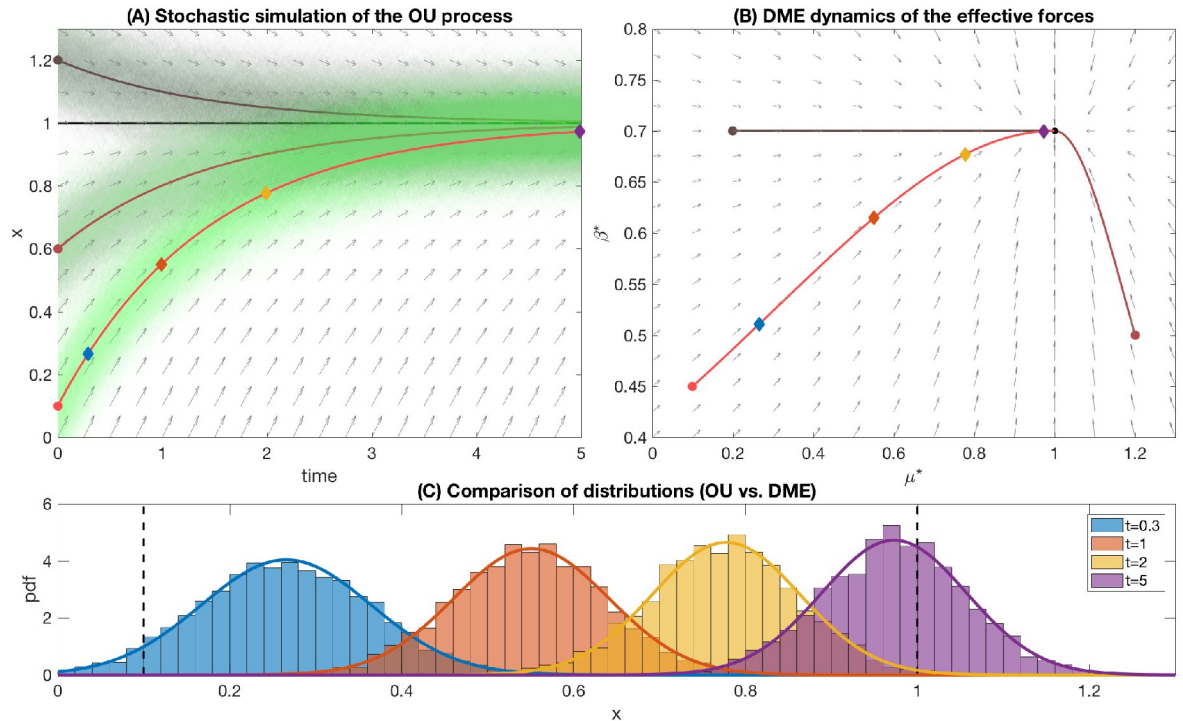 (A) Stochastic simulation of the OU process
1.2
1
0.8
0.6
0.4
0.2
0
x
0 1 2 3 4 5
time
(B) DME dynamics of the effective forces
0.8
0.75
0.7
0.65
0.6
0.55
0.5
0.45
0.4
β*
0 0.2 0.4 0.6 0.8 1 1.2
μ*
(C) Comparison of distributions (OU vs. DME)
6
4
2
0
pdf
t=0.3
t=1
t=2
t=5
0 0.2 0.4 0.6 0.8 1 1.2
x